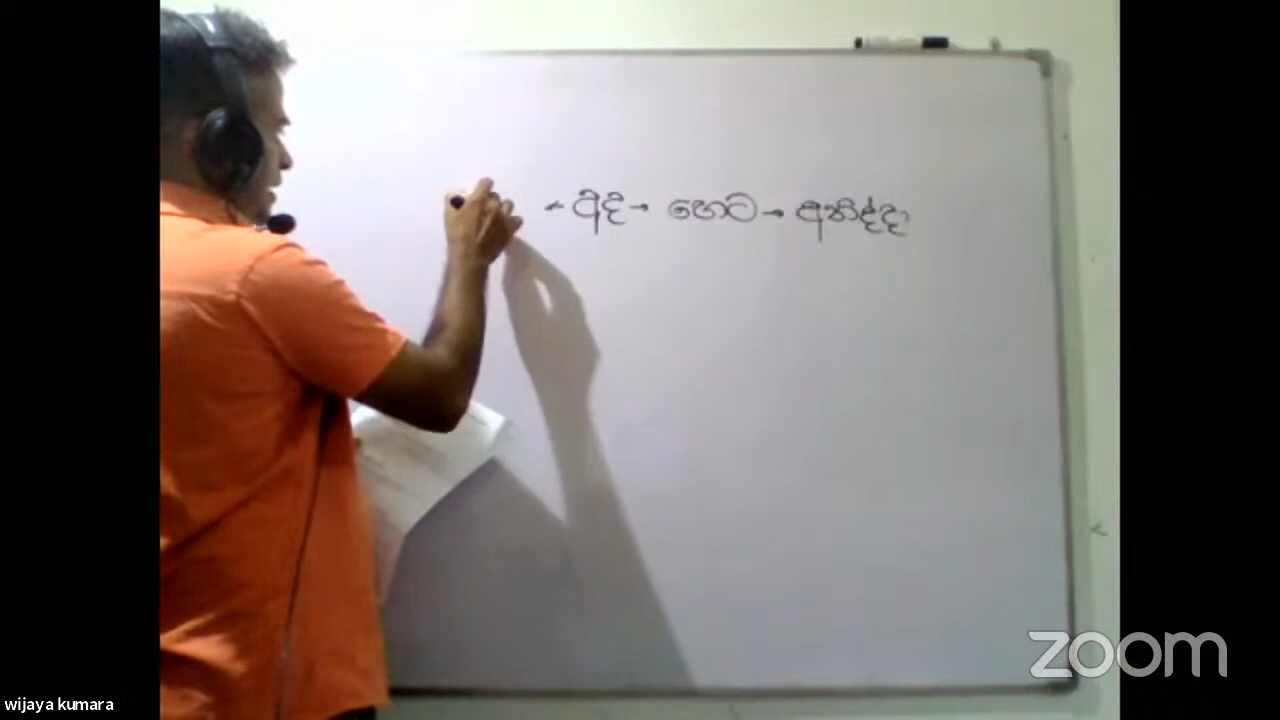 ← අද → හෙට → අනිද්දා
zoom
wijaya kumara